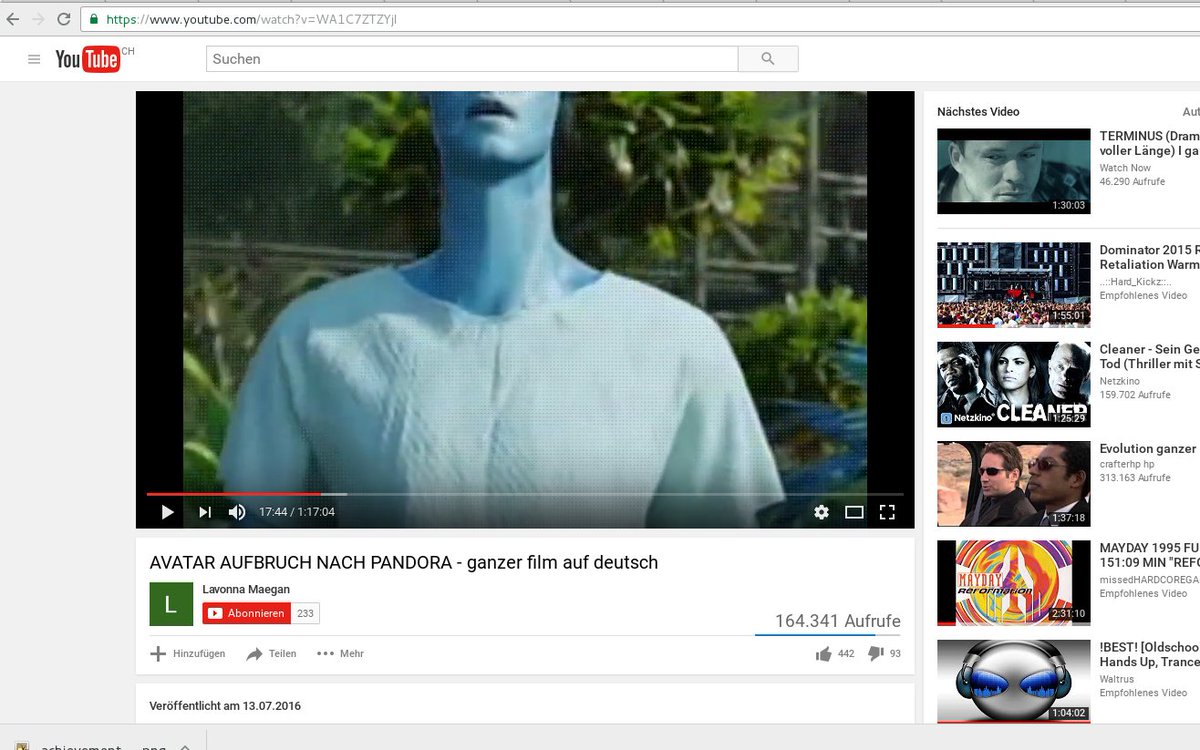 https://www.youtube.com/watch?v=WA1C7ZTZYjI
YouTube CH
Suchen
17:44 / 1:17:04
AVATAR AUFBRUCH NACH PANDORA - ganzer film auf deutsch
L
Lavonna Maegan
Abonnieren 233
164.341 Aufrufe
Hinzufügen Teilen Mehr
442 93
Veröffentlicht am 13.07.2016
Nächstes Video Aut
TERMINUS (Dram
voller Länge) I ga
Watch Now
46.290 Aufrufe
1:30:03
Dominator 2015 R
Retaliation Warm
..::Hard_Kickz::..
Empfohlenes Video
1:55:01
Cleaner - Sein Ge
Tod (Thriller mit S
Netzkino
159.702 Aufrufe
Netzkino CLEANER
1:25:29
Evolution ganzer
crafterhp hp
313.163 Aufrufe
1:37:18
MAYDAY 1995 FU
151:09 MIN "REFO
missedHARDCOREGA
Empfohlenes Video
MAYDAY
REFORMATION
2:31:10
!BEST! [Oldschoo
Hands Up, Trance
Waltrus
Empfohlenes Video
1:04:02